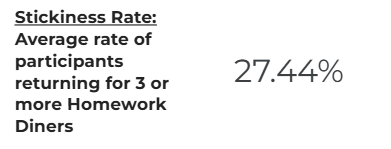 Stickiness Rate:
Average rate of
participants
returning for 3 or
more Homework
Diners
27.44%